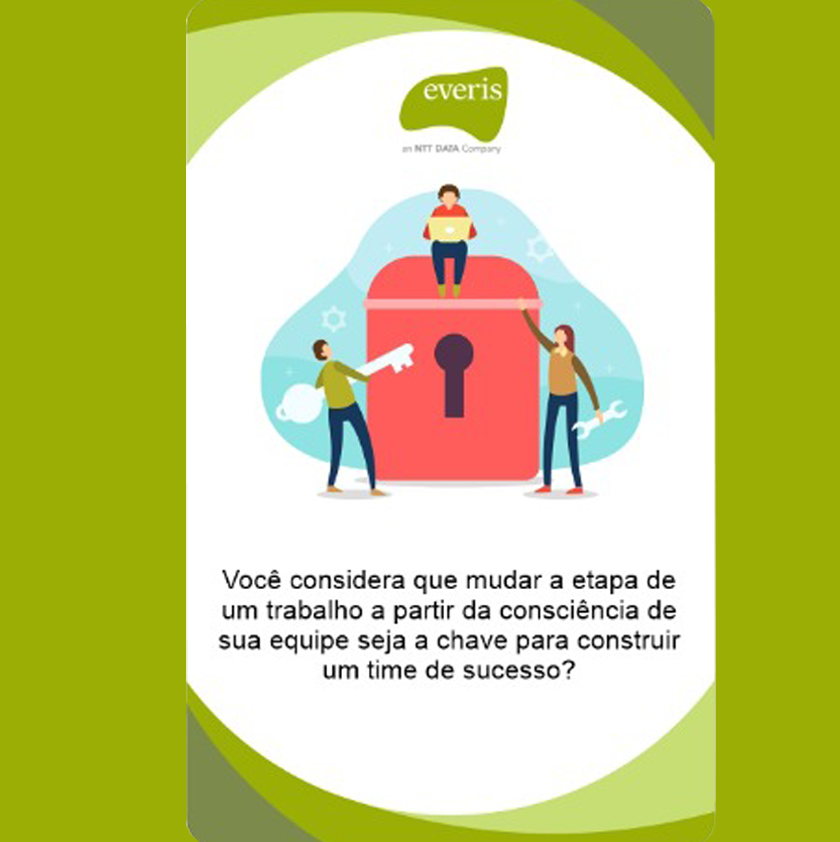 everis
an NTT DATA Company
Você considera que mudar a etapa de
um trabalho a partir da consciência de
sua equipe seja a chave para construir
um time de sucesso?